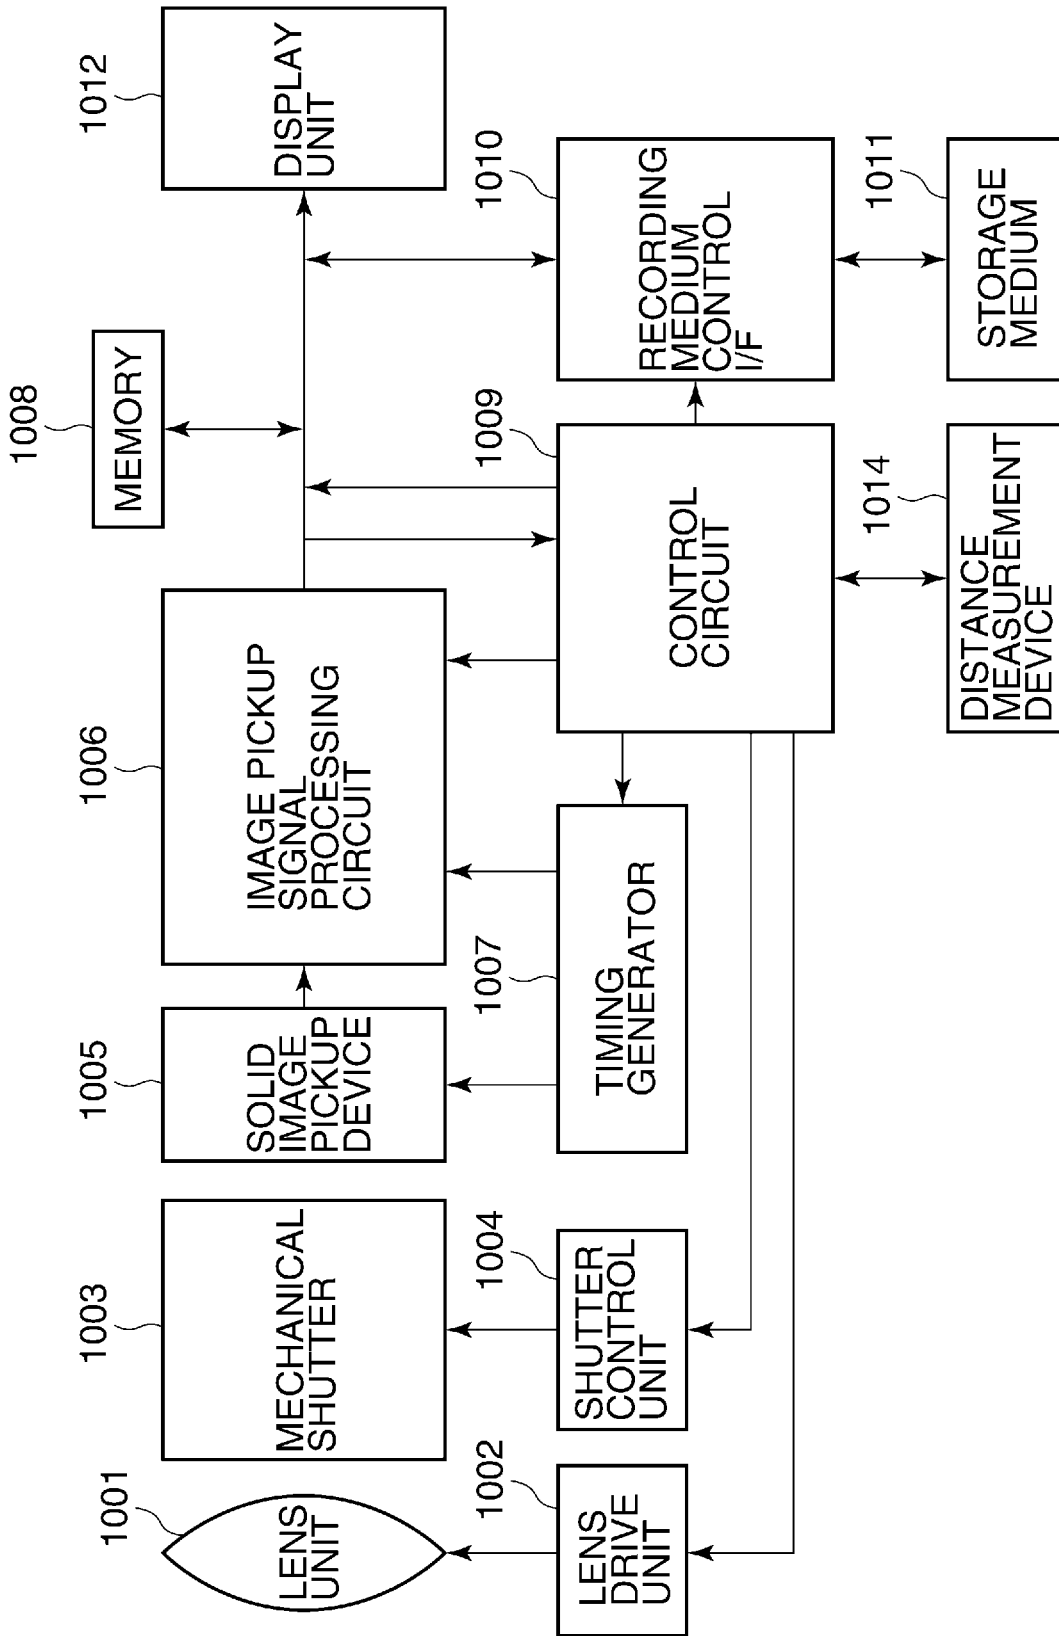 1001
LENS
UNIT
1003
MECHANICAL
SHUTTER
1005
SOLID
IMAGE
PICKUP
DEVICE
1006
IMAGE PICKUP
SIGNAL
PROCESSING
CIRCUIT
1008
MEMORY
1012
DISPLAY
UNIT
1002
LENS
DRIVE
UNIT
1004
SHUTTER
CONTROL
UNIT
1007
TIMING
GENERATOR
1009
CONTROL
CIRCUIT
1010
RECORDING
MEDIUM
CONTROL
I/F
1014
DISTANCE
MEASUREMENT
DEVICE
1011
STORAGE
MEDIUM